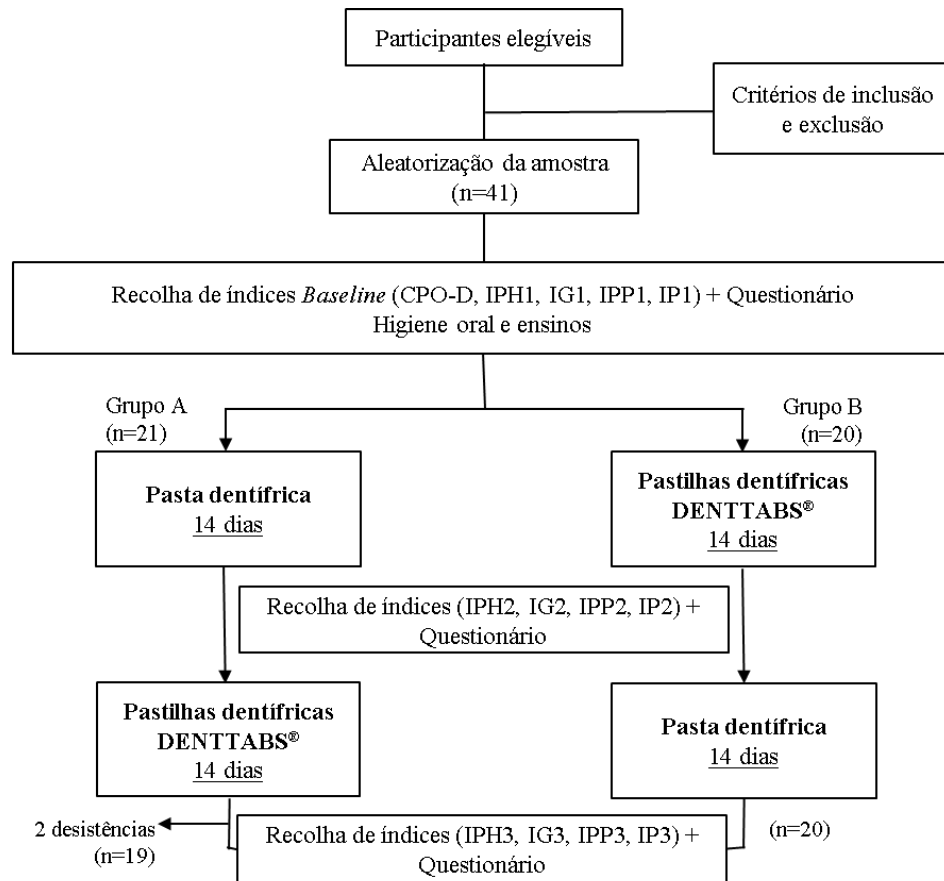 Participantes elegíveis
Critérios de inclusão
e exclusão
Aleatorização da amostra
(n=41)
Recolha de índices Baseline (CPO-D, IPH1, IG1, IPP1, IP1) + Questionário
Higiene oral e ensinos
Grupo A
(n=21)
Grupo B
(n=20)
Pasta dentífrica
14 dias
Pastilhas dentífricas
DENTTABS®
14 dias
Recolha de índices (IPH2, IG2, IPP2, IP2) +
Questionário
Pastilhas dentífricas
DENTTABS®
14 dias
Pasta dentífrica
14 dias
2 desistências
(n=19)
Recolha de índices (IPH3, IG3, IPP3, IP3) +
Questionário
(n=20)